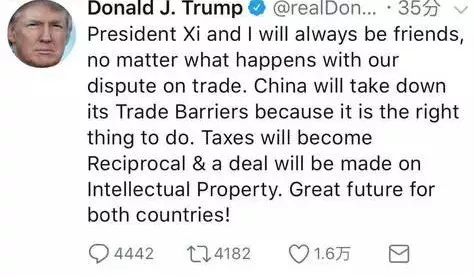 Donald J. Trump @realDon... · 35分
President Xi and I will always be friends,
no matter what happens with our
dispute on trade. China will take down
its Trade Barriers because it is the right
thing to do. Taxes will become
Reciprocal & a deal will be made on
Intellectual Property. Great future for
both countries!
4442 4182 1.6万